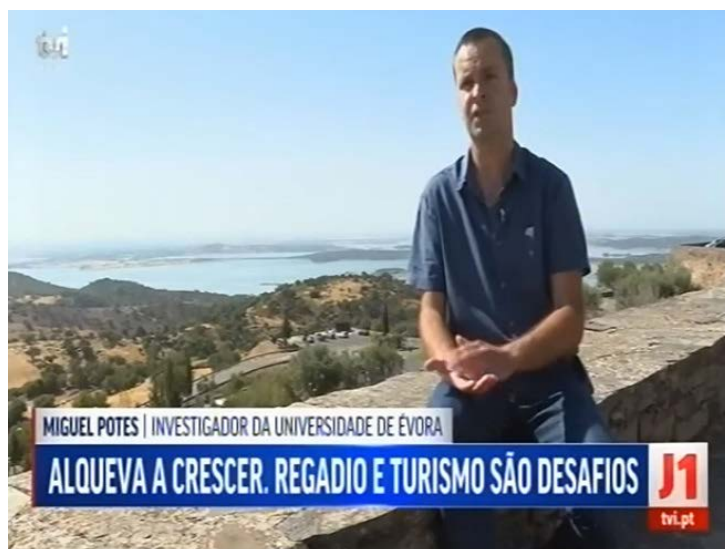 tvi
MIGUEL POTES | INVESTIGADOR DA UNIVERSIDADE DE ÉVORA
ALQUEVA A CRESCER. REGADIO E TURISMO SÃO DESAFIOS
J1
tvi.pt